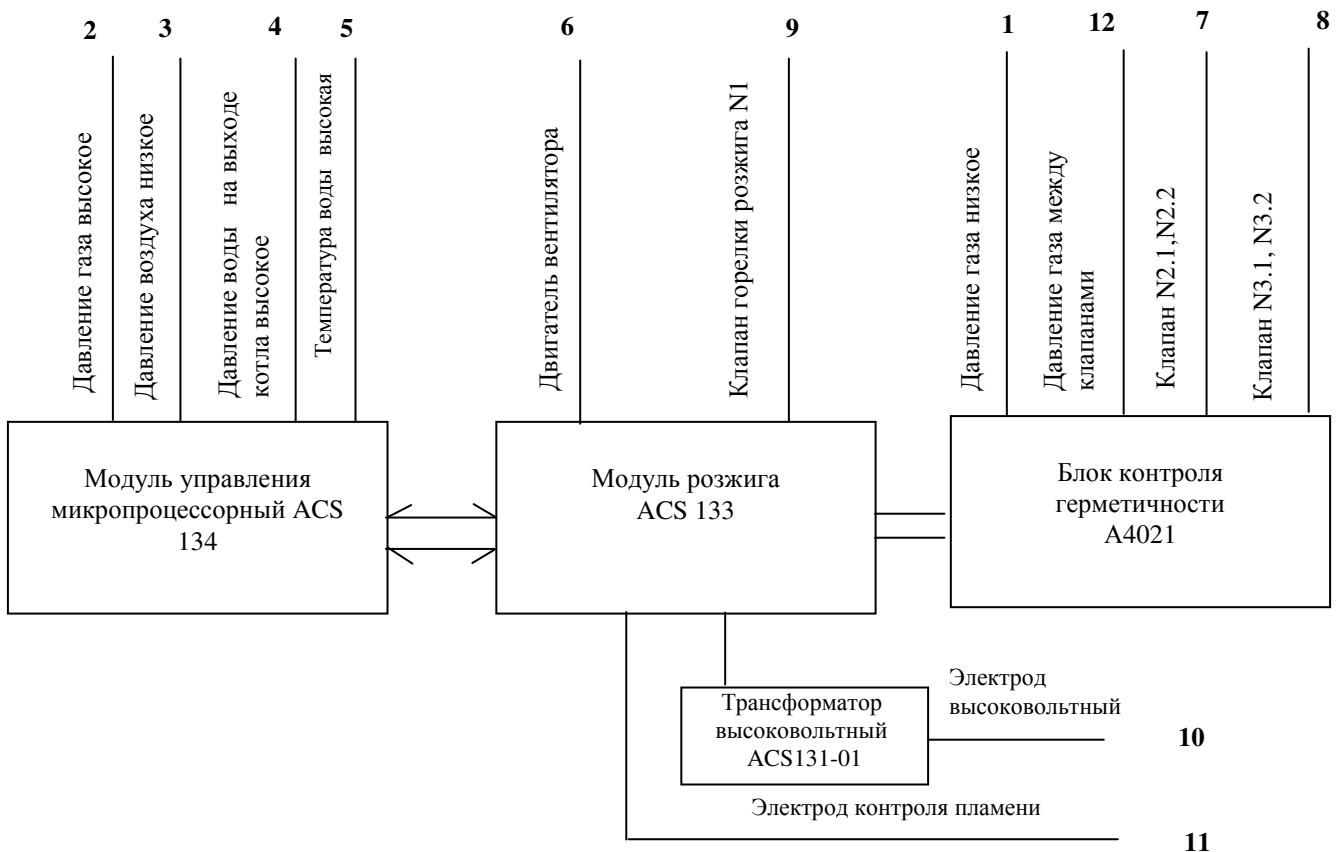 2
3
4
5
6
9
1
12
7
8
Давление газа высокое
Давление воздуха низкое
Давление воды на выходе
котла высокое
Температура воды высокая
Двигатель вентилятора
Клапан горелки розжига N1
Давление газа низкое
Давление газа между
клапанами
Клапан N2.1,N2.2
Клапан N3.1, N3.2
Модуль управления
микропроцессорный ACS
134
Модуль розжига
ACS 133
Блок контроля
герметичности
А4021
Трансформатор
высоковольтный
ACS131-01
Электрод
высоковольтный
10
Электрод контроля пламени
11